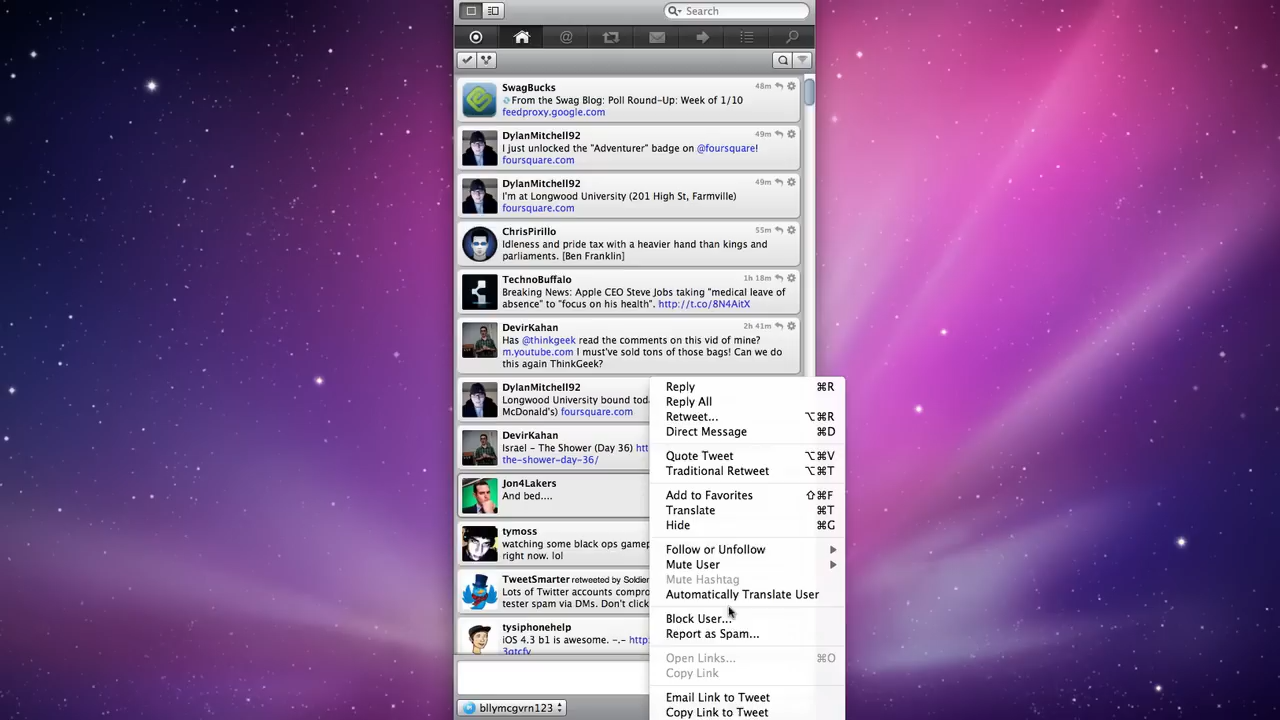 Search
SwagBucks 48m
From the Swag Blog: Poll Round-Up: Week of 1/10
feedproxy.google.com
DylanMitchell92 49m
I just unlocked the "Adventurer" badge on @foursquare!
foursquare.com
DylanMitchell92 49m
I'm at Longwood University (201 High St, Farmville)
foursquare.com
ChrisPirillo 55m
Idleness and pride tax with a heavier hand than kings and
parliaments. [Ben Franklin]
TechnoBuffalo 1h 18m
Breaking News: Apple CEO Steve Jobs taking "medical leave of
absence" to "focus on his health". http://t.co/8N4AitX
DevirKahan 2h 41m
Has @thinkgeek read the comments on this vid of mine?
m.youtube.com I must've sold tons of those bags! Can we do
this again ThinkGeek?
DylanMitchell92
Longwood University bound toda
McDonald's) foursquare.com
DevirKahan
Israel – The Shower (Day 36) htt
the-shower-day-36/
Jon4Lakers
And bed....
tymoss
watching some black ops gamep
right now. lol
TweetSmarter retweeted by Soldier
Lots of Twitter accounts compro
tester spam via DMs. Don't click
tysiphonehelp
iOS 4.3 b1 is awesome. -.- http:
3gtcfy
bllymcgvrn123
Reply ⌘R
Reply All
Retweet... ⌥⌘R
Direct Message ⌘D
Quote Tweet ⌥⌘V
Traditional Retweet ⌥⌘T
Add to Favorites ⇧⌘F
Translate ⌘T
Hide ⌘G
Follow or Unfollow
Mute User
Mute Hashtag
Automatically Translate User
Block User...
Report as Spam...
Open Links... ⌘O
Copy Link
Email Link to Tweet
Copy Link to Tweet